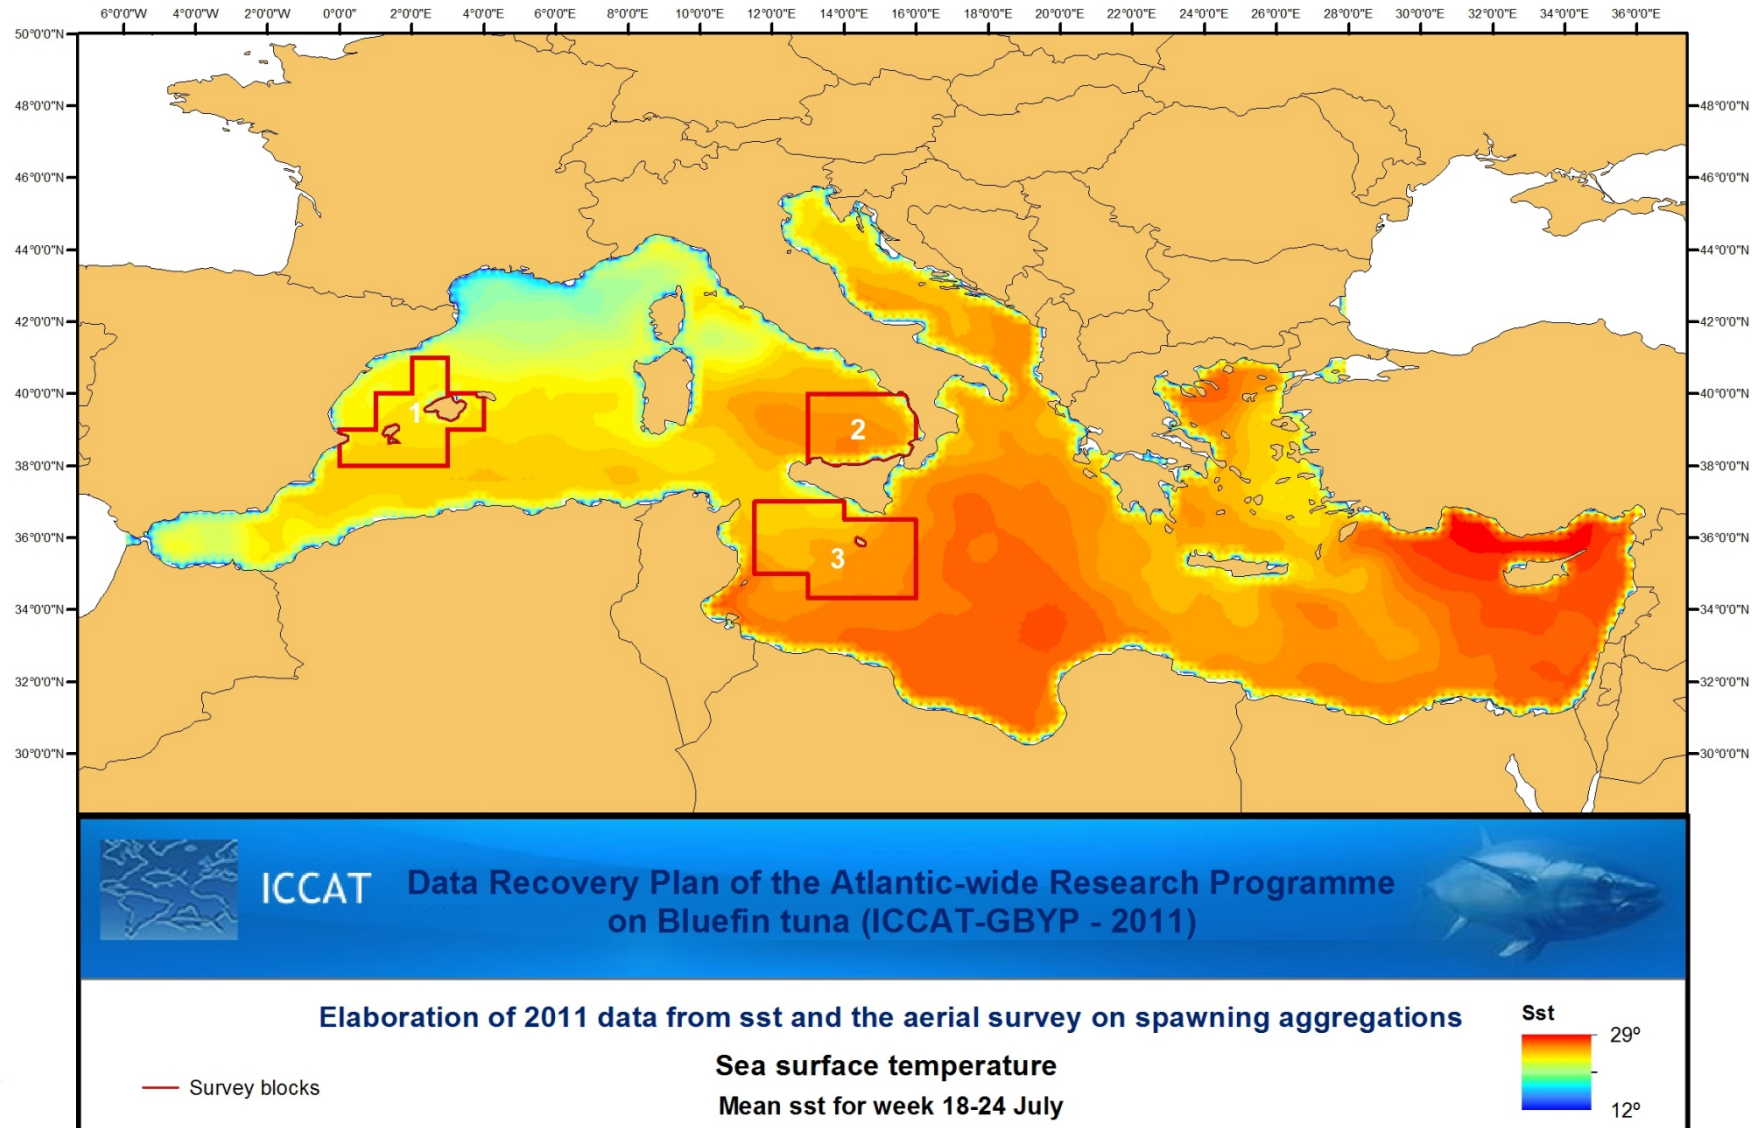 6°0'0"W 4°0'0"W 2°0'0"W 0°0'0" 2°0'0"E 4°0'0"E 6°0'0"E 8°0'0"E 10°0'0"E 12°0'0"E 14°0'0"E 16°0'0"E 18°0'0"E 20°0'0"E 22°0'0"E 24°0'0"E 26°0'0"E 28°0'0"E 30°0'0"E 32°0'0"E 34°0'0"E 36°0'0"E
50°0'0"N
48°0'0"N 48°0'0"N
46°0'0"N 46°0'0"N
44°0'0"N 44°0'0"N
42°0'0"N 42°0'0"N
40°0'0"N 40°0'0"N
1
2
38°0'0"N 38°0'0"N
36°0'0"N 36°0'0"N
3
34°0'0"N 34°0'0"N
32°0'0"N 32°0'0"N
30°0'0"N 30°0'0"N
ICCAT
Data Recovery Plan of the Atlantic-wide Research Programme
on Bluefin tuna (ICCAT-GBYP - 2011)
Elaboration of 2011 data from sst and the aerial survey on spawning aggregations
Sea surface temperature
Mean sst for week 18-24 July
Survey blocks
Sst
29º
12º